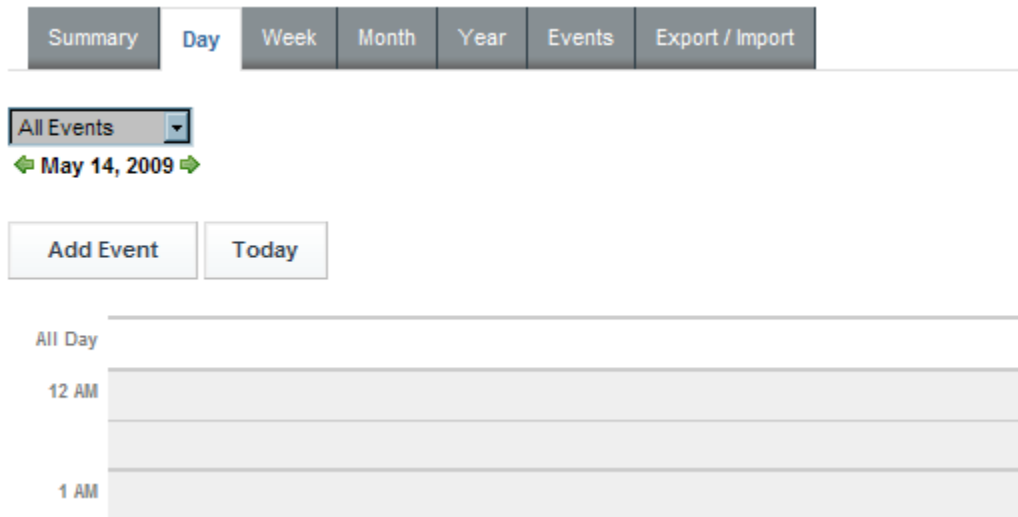 Summary Day Week Month Year Events Export / Import
All Events
May 14, 2009
Add Event Today
All Day
12 AM
1 AM